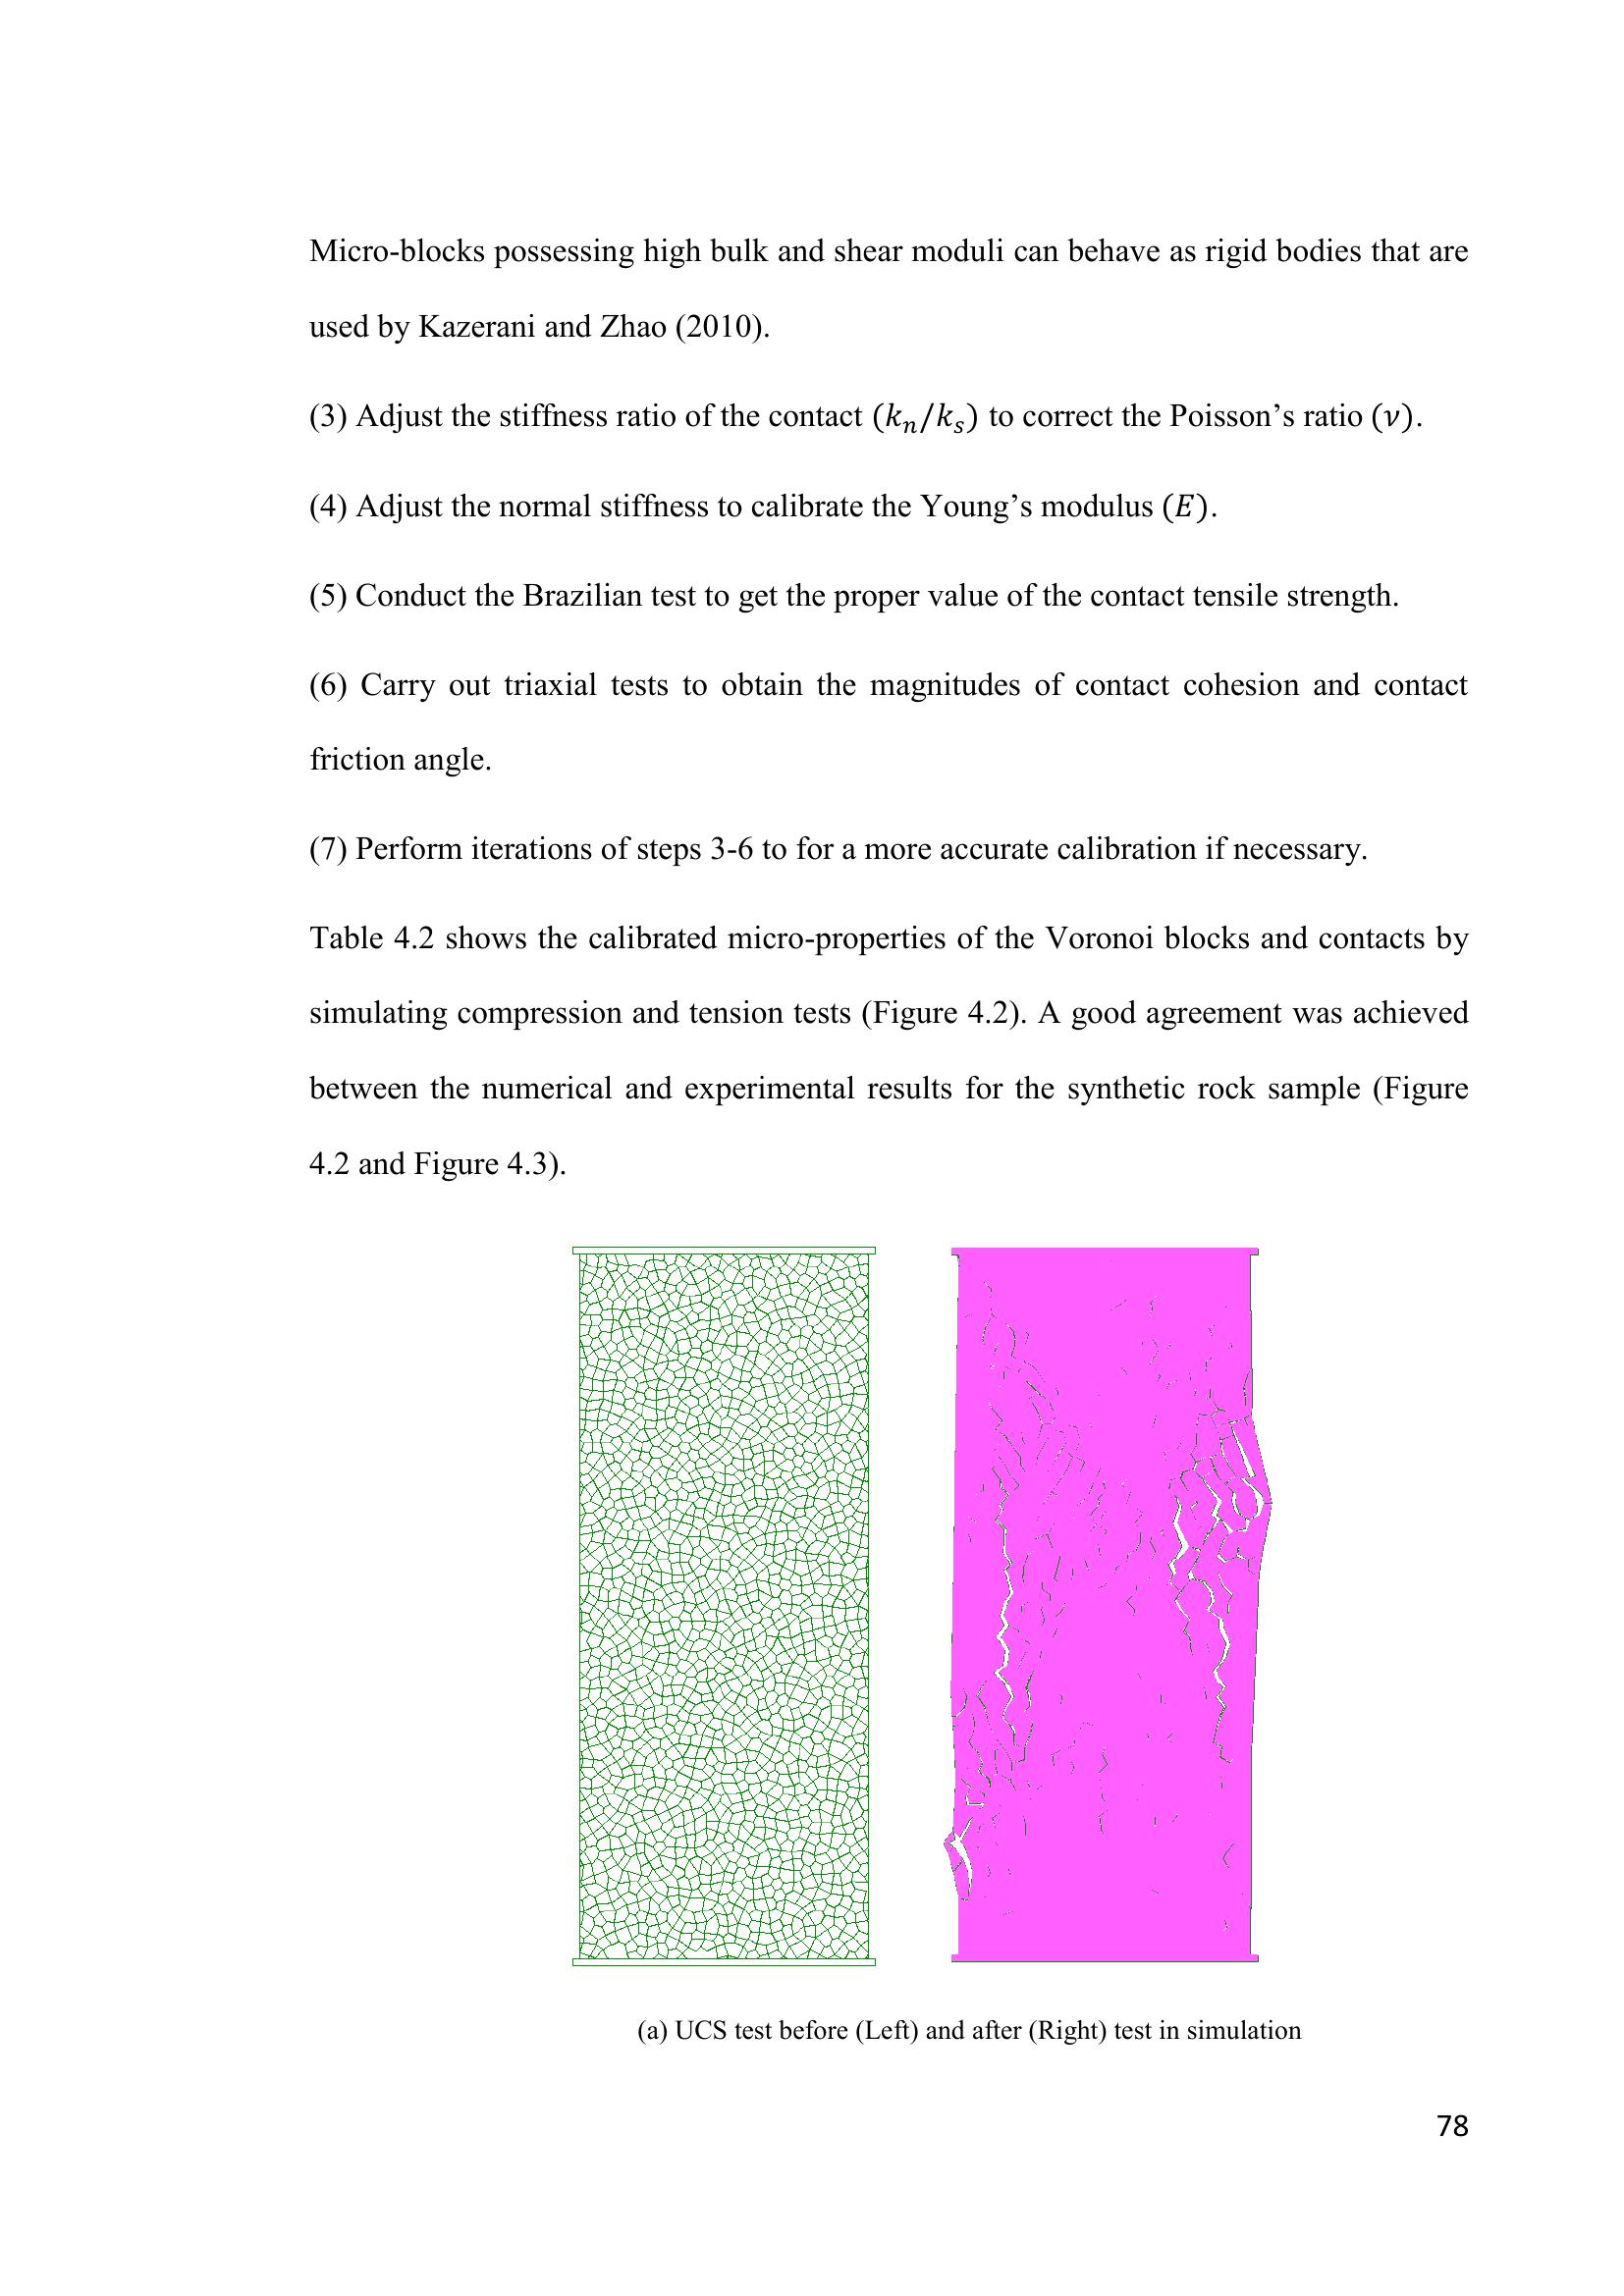 Micro-blocks possessing high bulk and shear moduli can behave as rigid bodies that are
used by Kazerani and Zhao (2010).
(3) Adjust the stiffness ratio of the contact (kₙ/kₛ) to correct the Poisson’s ratio (ν).
(4) Adjust the normal stiffness to calibrate the Young’s modulus (E).
(5) Conduct the Brazilian test to get the proper value of the contact tensile strength.
(6) Carry out triaxial tests to obtain the magnitudes of contact cohesion and contact
friction angle.
(7) Perform iterations of steps 3-6 to for a more accurate calibration if necessary.
Table 4.2 shows the calibrated micro-properties of the Voronoi blocks and contacts by
simulating compression and tension tests (Figure 4.2). A good agreement was achieved
between the numerical and experimental results for the synthetic rock sample (Figure
4.2 and Figure 4.3).
(a) UCS test before (Left) and after (Right) test in simulation
78